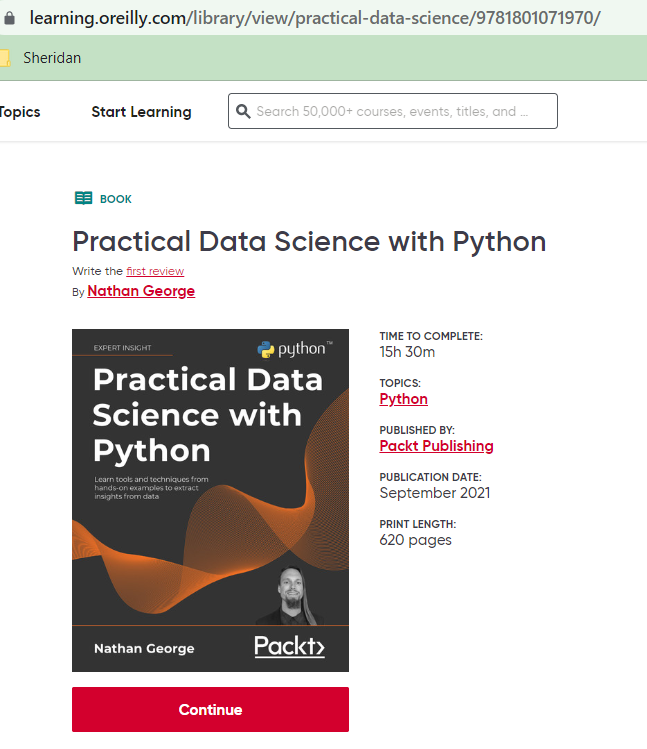 learning.oreilly.com/library/view/practical-data-science/9781801071970/
Sheridan
Topics
Start Learning
Search 50,000+ courses, events, titles, and ...
BOOK
Practical Data Science with Python
Write the first review
By Nathan George
EXPERT INSIGHT
python™
Practical Data
Science with
Python
Learn tools and techniques from
hands-on examples to extract
insights from data
Nathan George
Packt>
TIME TO COMPLETE:
15h 30m
TOPICS:
Python
PUBLISHED BY:
Packt Publishing
PUBLICATION DATE:
September 2021
PRINT LENGTH:
620 pages
Continue